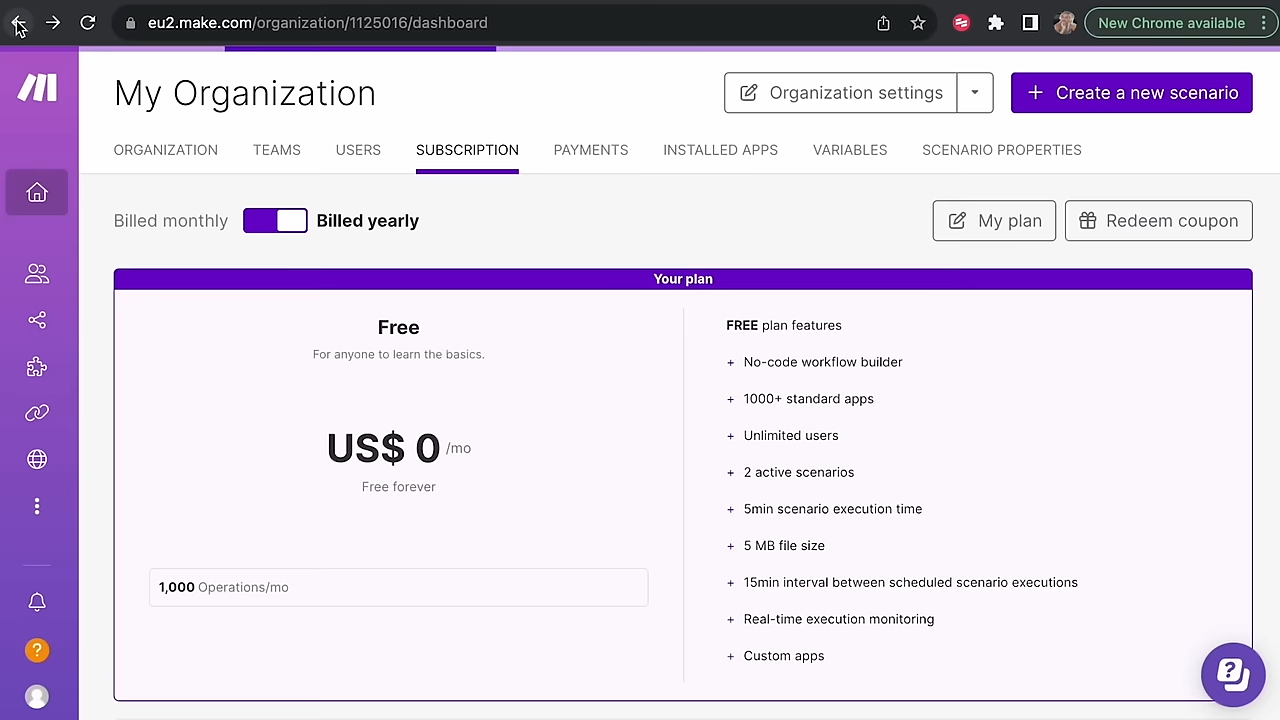 eu2.make.com/organization/1125016/dashboard
New Chrome available
My Organization
Organization settings
+ Create a new scenario
ORGANIZATION TEAMS USERS SUBSCRIPTION PAYMENTS INSTALLED APPS VARIABLES SCENARIO PROPERTIES
Billed monthly Billed yearly
My plan Redeem coupon
Your plan
Free
For anyone to learn the basics.
US$ 0 /mo
Free forever
1,000 Operations/mo
FREE plan features
+ No-code workflow builder
+ 1000+ standard apps
+ Unlimited users
+ 2 active scenarios
+ 5min scenario execution time
+ 5 MB file size
+ 15min interval between scheduled scenario executions
+ Real-time execution monitoring
+ Custom apps
?
?